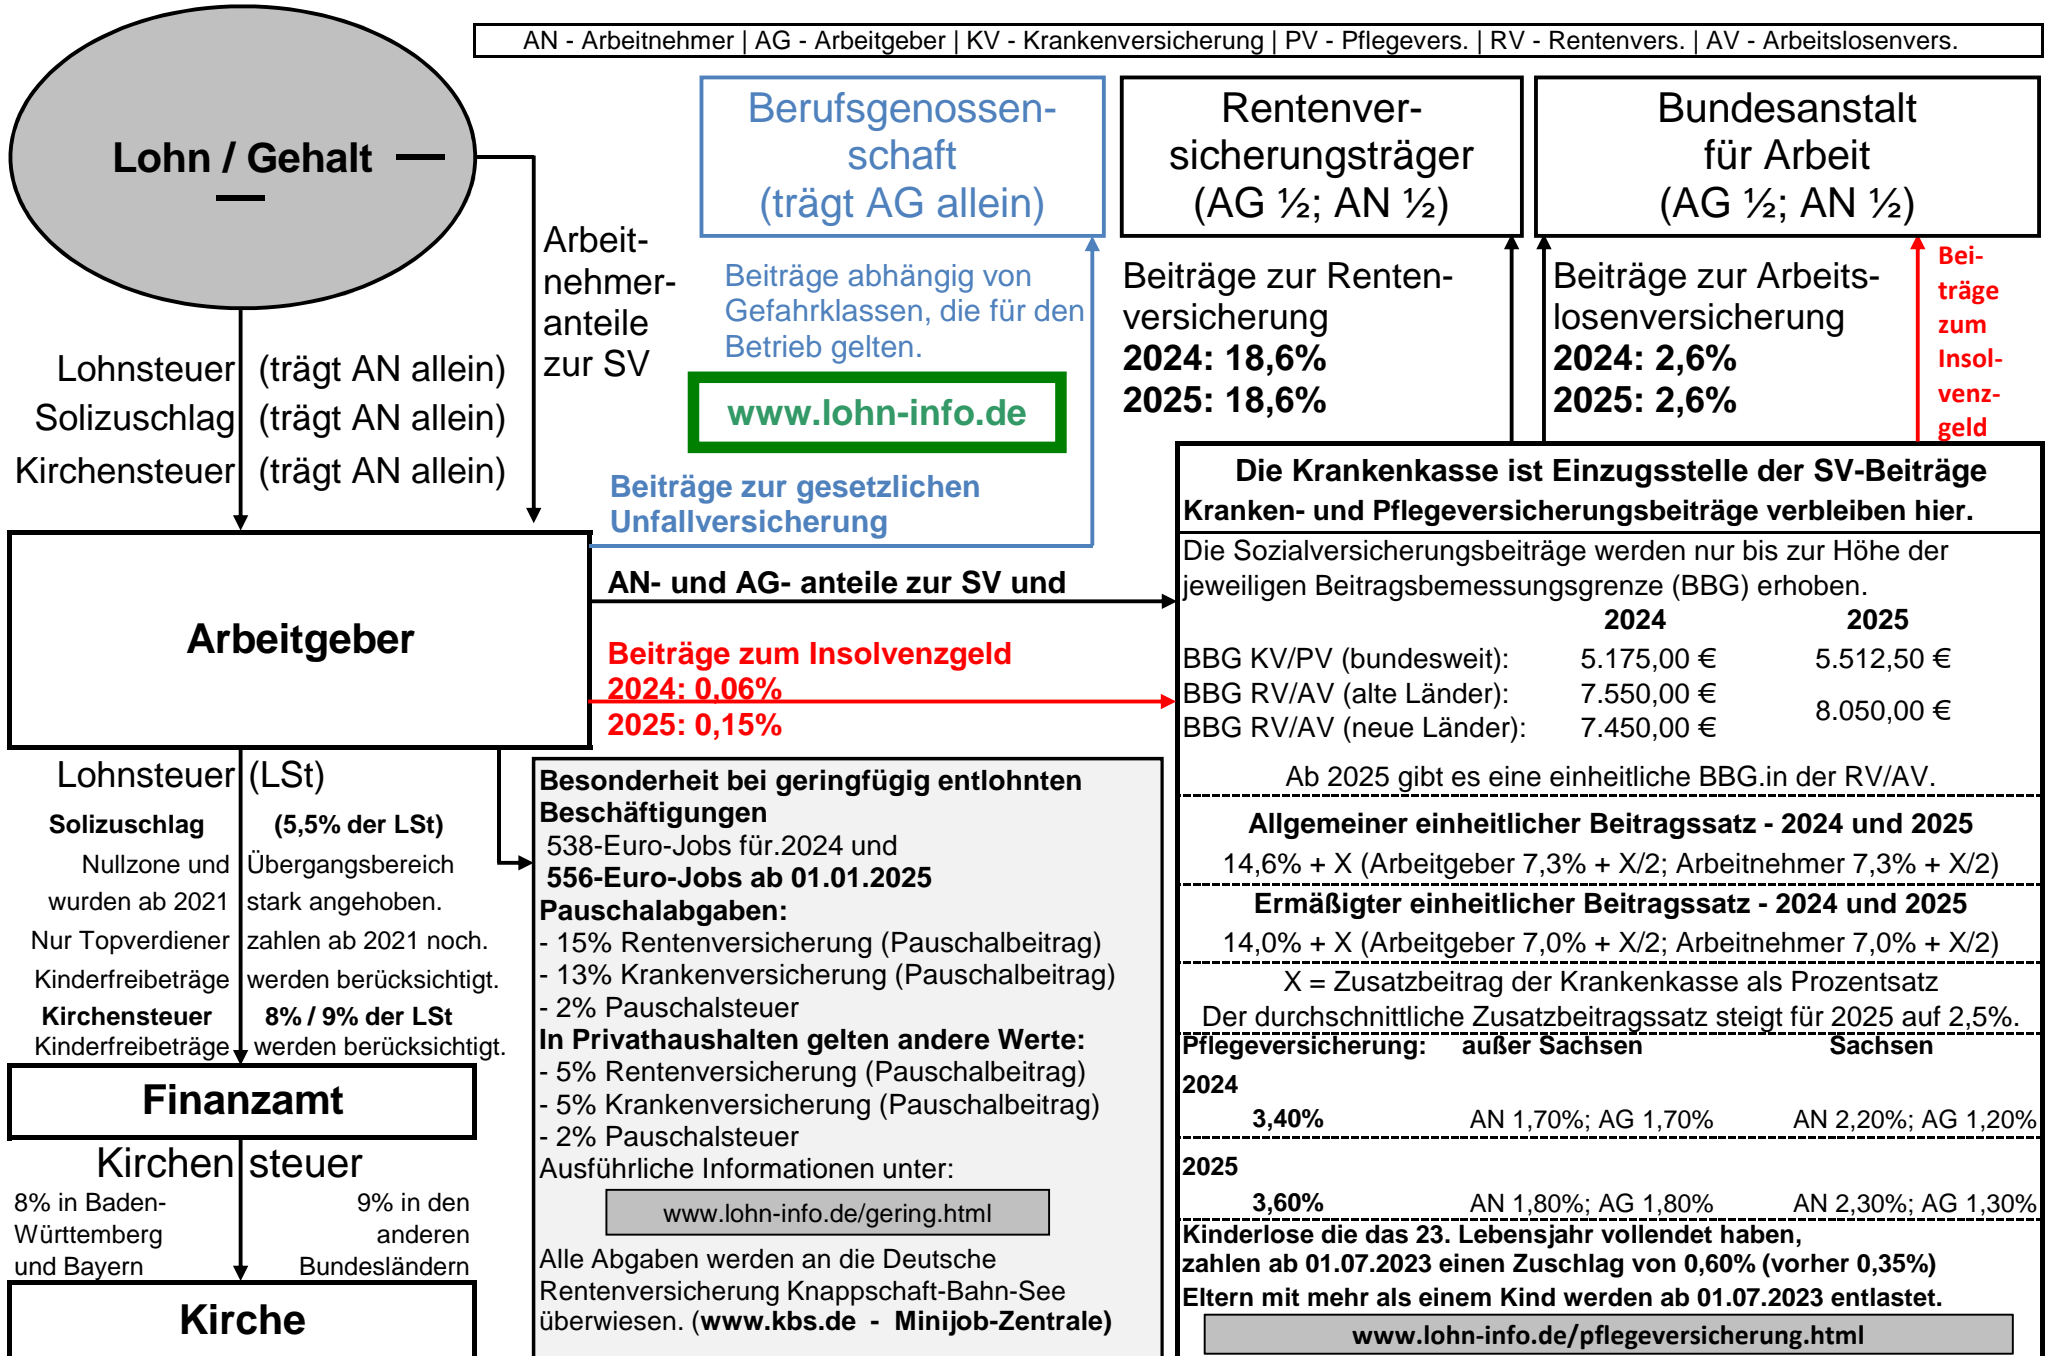 AN - Arbeitnehmer | AG - Arbeitgeber | KV - Krankenversicherung | PV - Pflegevers. | RV - Rentenvers. | AV - Arbeitslosenvers.
Lohn / Gehalt
Arbeit-
nehmer-
anteile
zur SV
Lohnsteuer (trägt AN allein)
Solizuschlag (trägt AN allein)
Kirchensteuer (trägt AN allein)
Berufsgenossen-
schaft
(trägt AG allein)
Beiträge abhängig von
Gefahrklassen, die für den
Betrieb gelten.
www.lohn-info.de
Beiträge zur gesetzlichen
Unfallversicherung
Rentenver-
sicherungsträger
(AG ½; AN ½)
Beiträge zur Renten-
versicherung
2024: 18,6%
2025: 18,6%
Bundesanstalt
für Arbeit
(AG ½; AN ½)
Beiträge zur Arbeits-
losenversicherung
2024: 2,6%
2025: 2,6%
Bei-
träge
zum
Insol-
venz-
geld
Arbeitgeber
AN- und AG- anteile zur SV und
Beiträge zum Insolvenzgeld
2024: 0,06%
2025: 0,15%
Die Krankenkasse ist Einzugsstelle der SV-Beiträge
Kranken- und Pflegeversicherungsbeiträge verbleiben hier.
Die Sozialversicherungsbeiträge werden nur bis zur Höhe der
jeweiligen Beitragsbemessungsgrenze (BBG) erhoben.
2024 2025
BBG KV/PV (bundesweit): 5.175,00 € 5.512,50 €
BBG RV/AV (alte Länder): 7.550,00 €
8.050,00 €
BBG RV/AV (neue Länder): 7.450,00 €
Ab 2025 gibt es eine einheitliche BBG.in der RV/AV.
Allgemeiner einheitlicher Beitragssatz - 2024 und 2025
14,6% + X (Arbeitgeber 7,3% + X/2; Arbeitnehmer 7,3% + X/2)
Ermäßigter einheitlicher Beitragssatz - 2024 und 2025
14,0% + X (Arbeitgeber 7,0% + X/2; Arbeitnehmer 7,0% + X/2)
X = Zusatzbeitrag der Krankenkasse als Prozentsatz
Der durchschnittliche Zusatzbeitragssatz steigt für 2025 auf 2,5%.
Pflegeversicherung: außer Sachsen Sachsen
2024
3,40% AN 1,70%; AG 1,70% AN 2,20%; AG 1,20%
2025
3,60% AN 1,80%; AG 1,80% AN 2,30%; AG 1,30%
Kinderlose die das 23. Lebensjahr vollendet haben,
zahlen ab 01.07.2023 einen Zuschlag von 0,60% (vorher 0,35%)
Eltern mit mehr als einem Kind werden ab 01.07.2023 entlastet.
www.lohn-info.de/pflegeversicherung.html
Lohnsteuer (LSt)
Solizuschlag (5,5% der LSt)
Nullzone und Übergangsbereich
wurden ab 2021 stark angehoben.
Nur Topverdiener zahlen ab 2021 noch.
Kinderfreibeträge werden berücksichtigt.
Kirchensteuer 8% / 9% der LSt
Kinderfreibeträge werden berücksichtigt.
Finanzamt
Kirchen steuer
8% in Baden- 9% in den
Württemberg anderen
und Bayern Bundesländern
Kirche
Besonderheit bei geringfügig entlohnten
Beschäftigungen
538-Euro-Jobs für.2024 und
556-Euro-Jobs ab 01.01.2025
Pauschalabgaben:
- 15% Rentenversicherung (Pauschalbeitrag)
- 13% Krankenversicherung (Pauschalbeitrag)
- 2% Pauschalsteuer
In Privathaushalten gelten andere Werte:
- 5% Rentenversicherung (Pauschalbeitrag)
- 5% Krankenversicherung (Pauschalbeitrag)
- 2% Pauschalsteuer
Ausführliche Informationen unter:
www.lohn-info.de/gering.html
Alle Abgaben werden an die Deutsche
Rentenversicherung Knappschaft-Bahn-See
überwiesen. (www.kbs.de - Minijob-Zentrale)